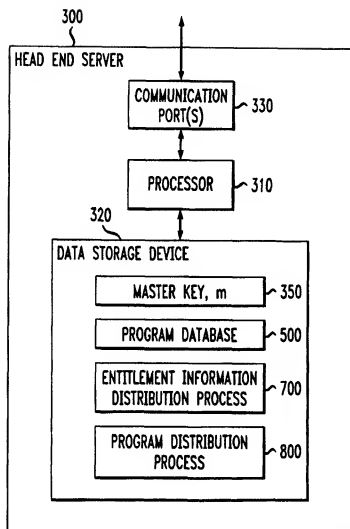 300
HEAD END SERVER
COMMUNICATION
PORT(S)
330
PROCESSOR
310
320
DATA STORAGE DEVICE
MASTER KEY, m
350
PROGRAM DATABASE
500
ENTITLEMENT INFORMATION
DISTRIBUTION PROCESS
700
PROGRAM DISTRIBUTION
PROCESS
800